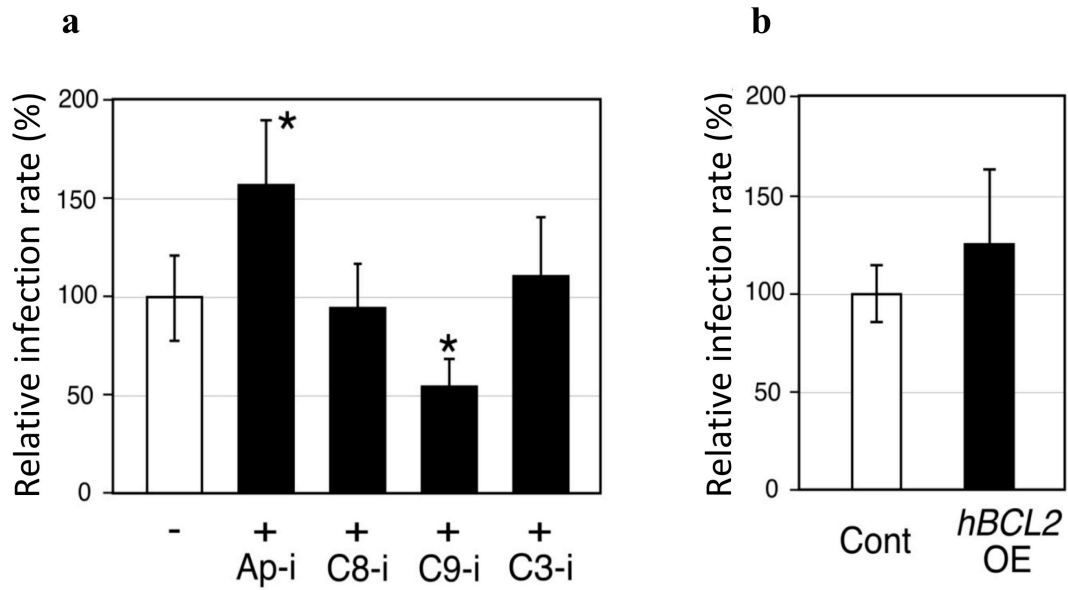 a
b
Relative infection rate (%)
200
150
100
50
0
*
*
- + + + +
Ap-i C8-i C9-i C3-i
Relative infection rate (%)
200
150
100
50
0
Cont
hBCL2
OE